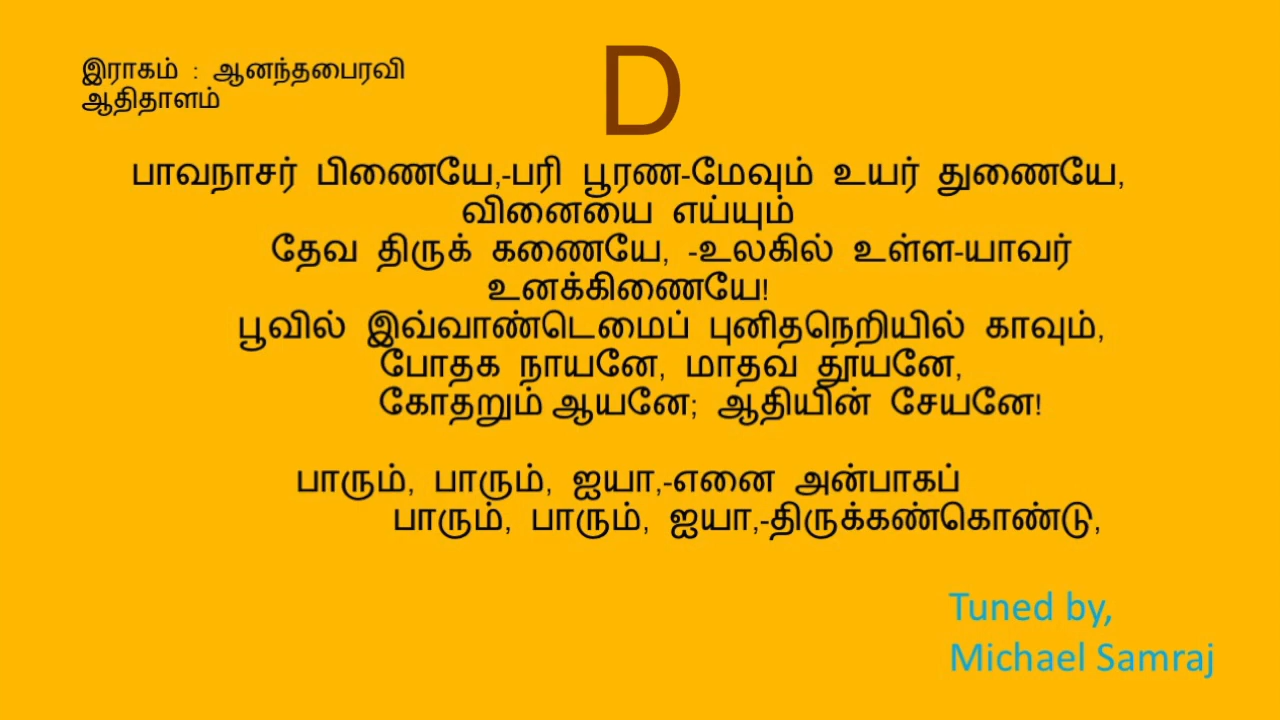 இராகம் : ஆனந்தபைரவி
ஆதிதாளம்
D
பாவநாசர் பிணையே,-பரி பூரண-மேவும் உயர் துணையே,
வினையை எய்யும்
தேவ திருக் கணையே, -உலகில் உள்ள-யாவர்
உனக்கிணையே!
பூவில் இவ்வாண்டெமைப் புனிதநெறியில் காவும்,
போதக நாயனே, மாதவ தூயனே,
கோதறும் ஆயனே; ஆதியின் சேயனே!
பாரும், பாரும், ஐயா,-எனை அன்பாகப்
பாரும், பாரும், ஐயா,-திருக்கண்கொண்டு,
Tuned by,
Michael Samraj